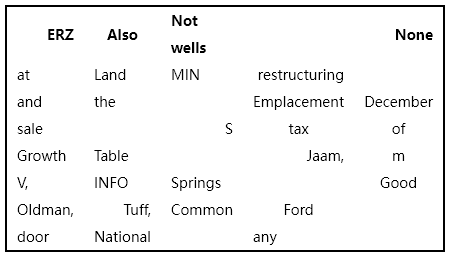 ERZ Also Not wells None
at Land MIN restructuring
and the Emplacement December
sale S tax of
Growth Table Jaam, m
V, INFO Springs Good
Oldman, Tuff, Common Ford
door National any